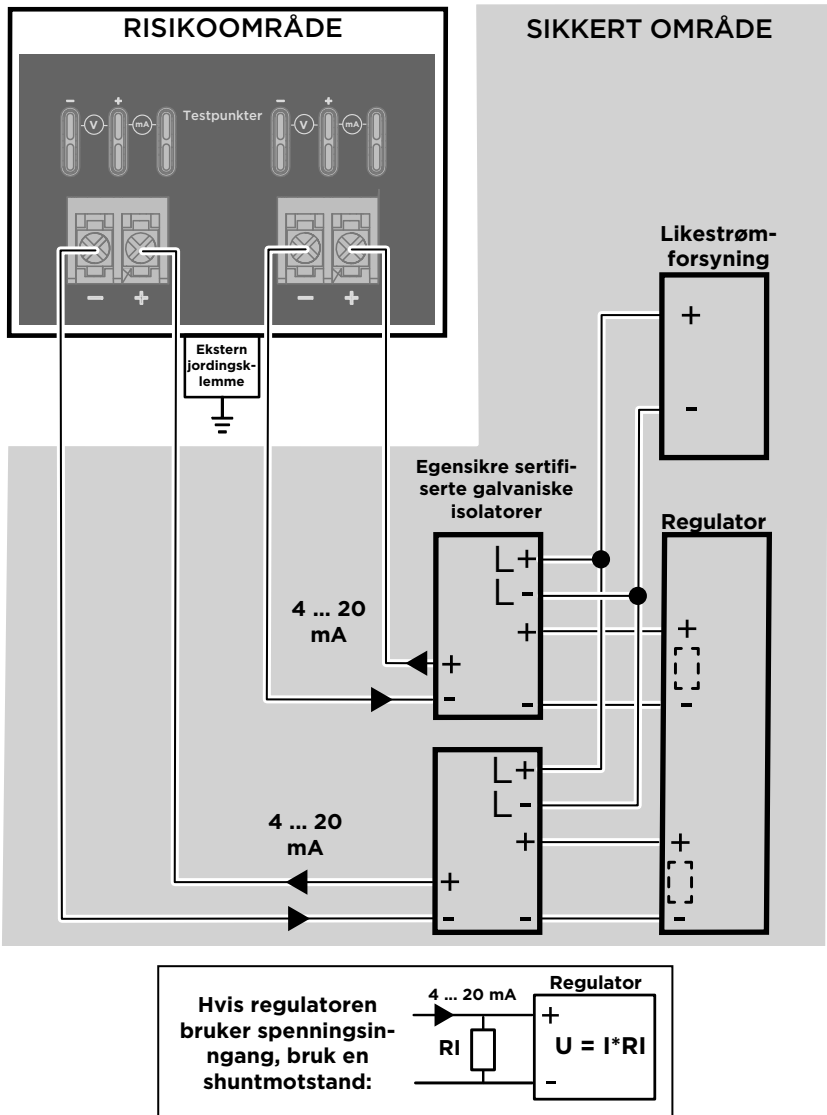 RISIKOOMRÅDE
SIKKERT OMRÅDE
- + - +
V mA Testpunkter V mA
- + - +
Ekstern
jordingsk-
lemme
Likestrøm-
forsyning
+
-
Egensikre sertifi-
serte galvaniske
isolatorer
Regulator
L +
L -
4 ... 20
mA
+ +
+
- - -
L +
L -
4 ... 20
mA
+ +
+
- - -
Hvis regulatoren
bruker spenningsin-
ngang, bruk en
shuntmotstand:
4 ... 20 mA
Regulator
+
RI
U = I*RI
-